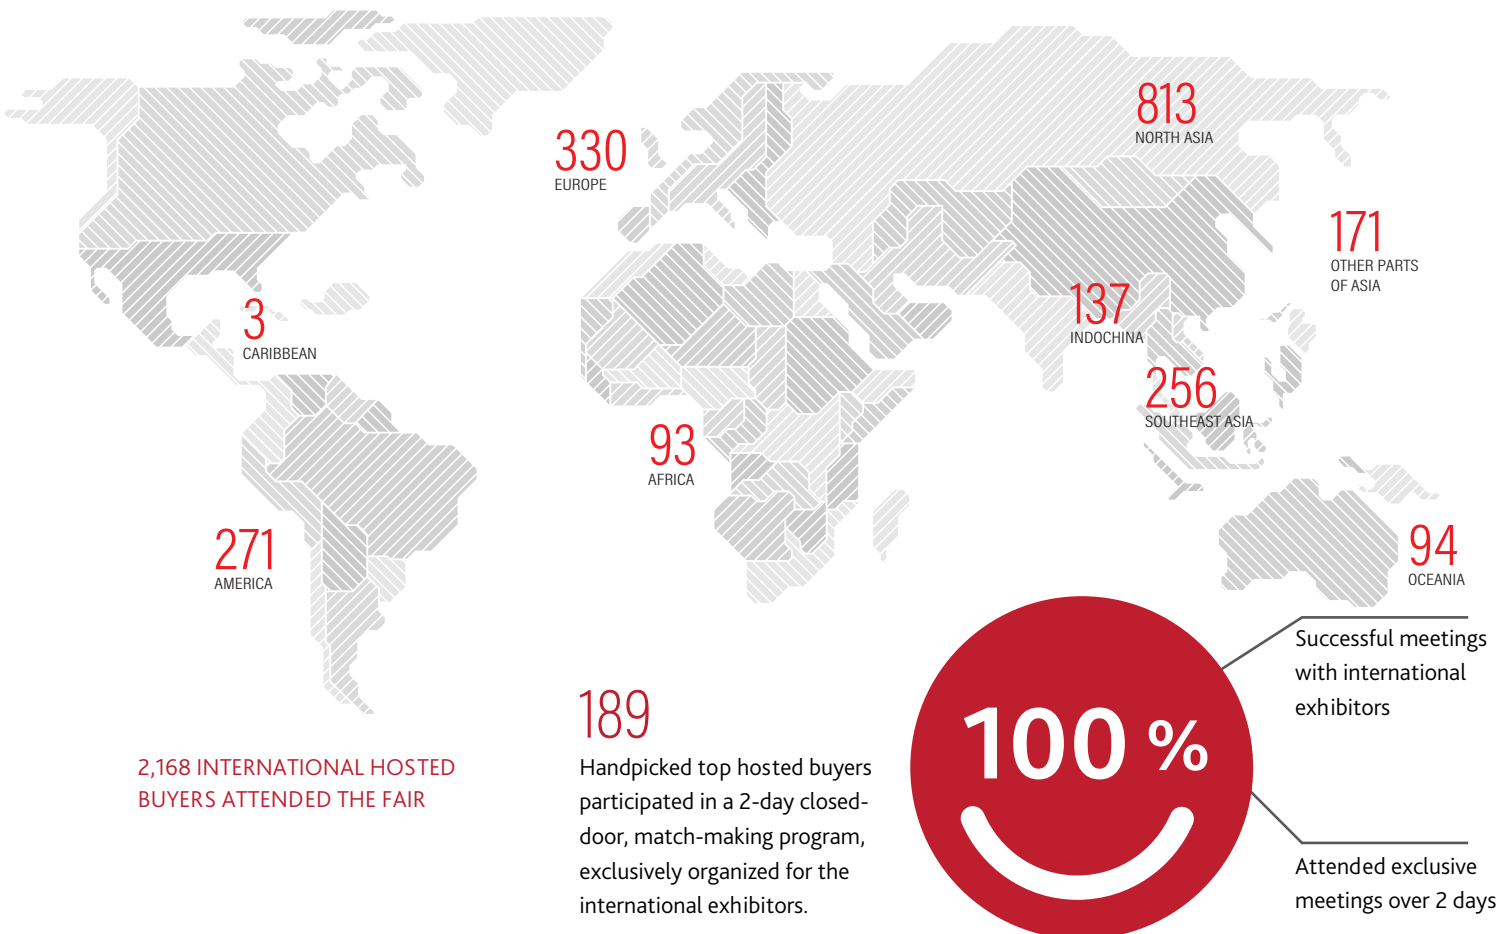 813
NORTH ASIA
330
EUROPE
171
OTHER PARTS
OF ASIA
137
INDOCHINA
3
CARIBBEAN
256
SOUTHEAST ASIA
93
AFRICA
271
AMERICA
94
OCEANIA
2,168 INTERNATIONAL HOSTED
BUYERS ATTENDED THE FAIR
189
Handpicked top hosted buyers
participated in a 2-day closed-
door, match-making program,
exclusively organized for the
international exhibitors.
100 %
Successful meetings
with international
exhibitors
Attended exclusive
meetings over 2 days